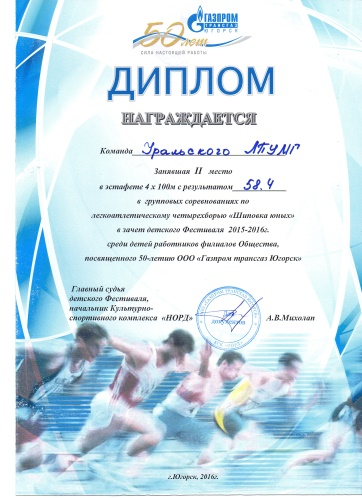 50 лет
СИЛА НАСТОЯЩЕЙ РАБОТЫ
ГАЗПРОМ
ТРАНСГАЗ
ЮГОРСК
ДИПЛОМ
НАГРАЖДАЕТСЯ
Команда Уральского ЛПУМГ
Занявшая II место
в эстафете 4 х 100м с результатом 58.4
в групповых соревнованиях по
легкоатлетическому четырехборью «Шиповка юных»
в зачет детского Фестиваля 2015-2016г.
среди детей работников филиалов Общества,
посвященного 50-летию ООО «Газпром трансгаз Югорск»
Главный судья
детского Фестиваля,
начальник Культурно-
спортивного комплекса «НОРД» А.В.Михолап
г.Югорск, 2016г.